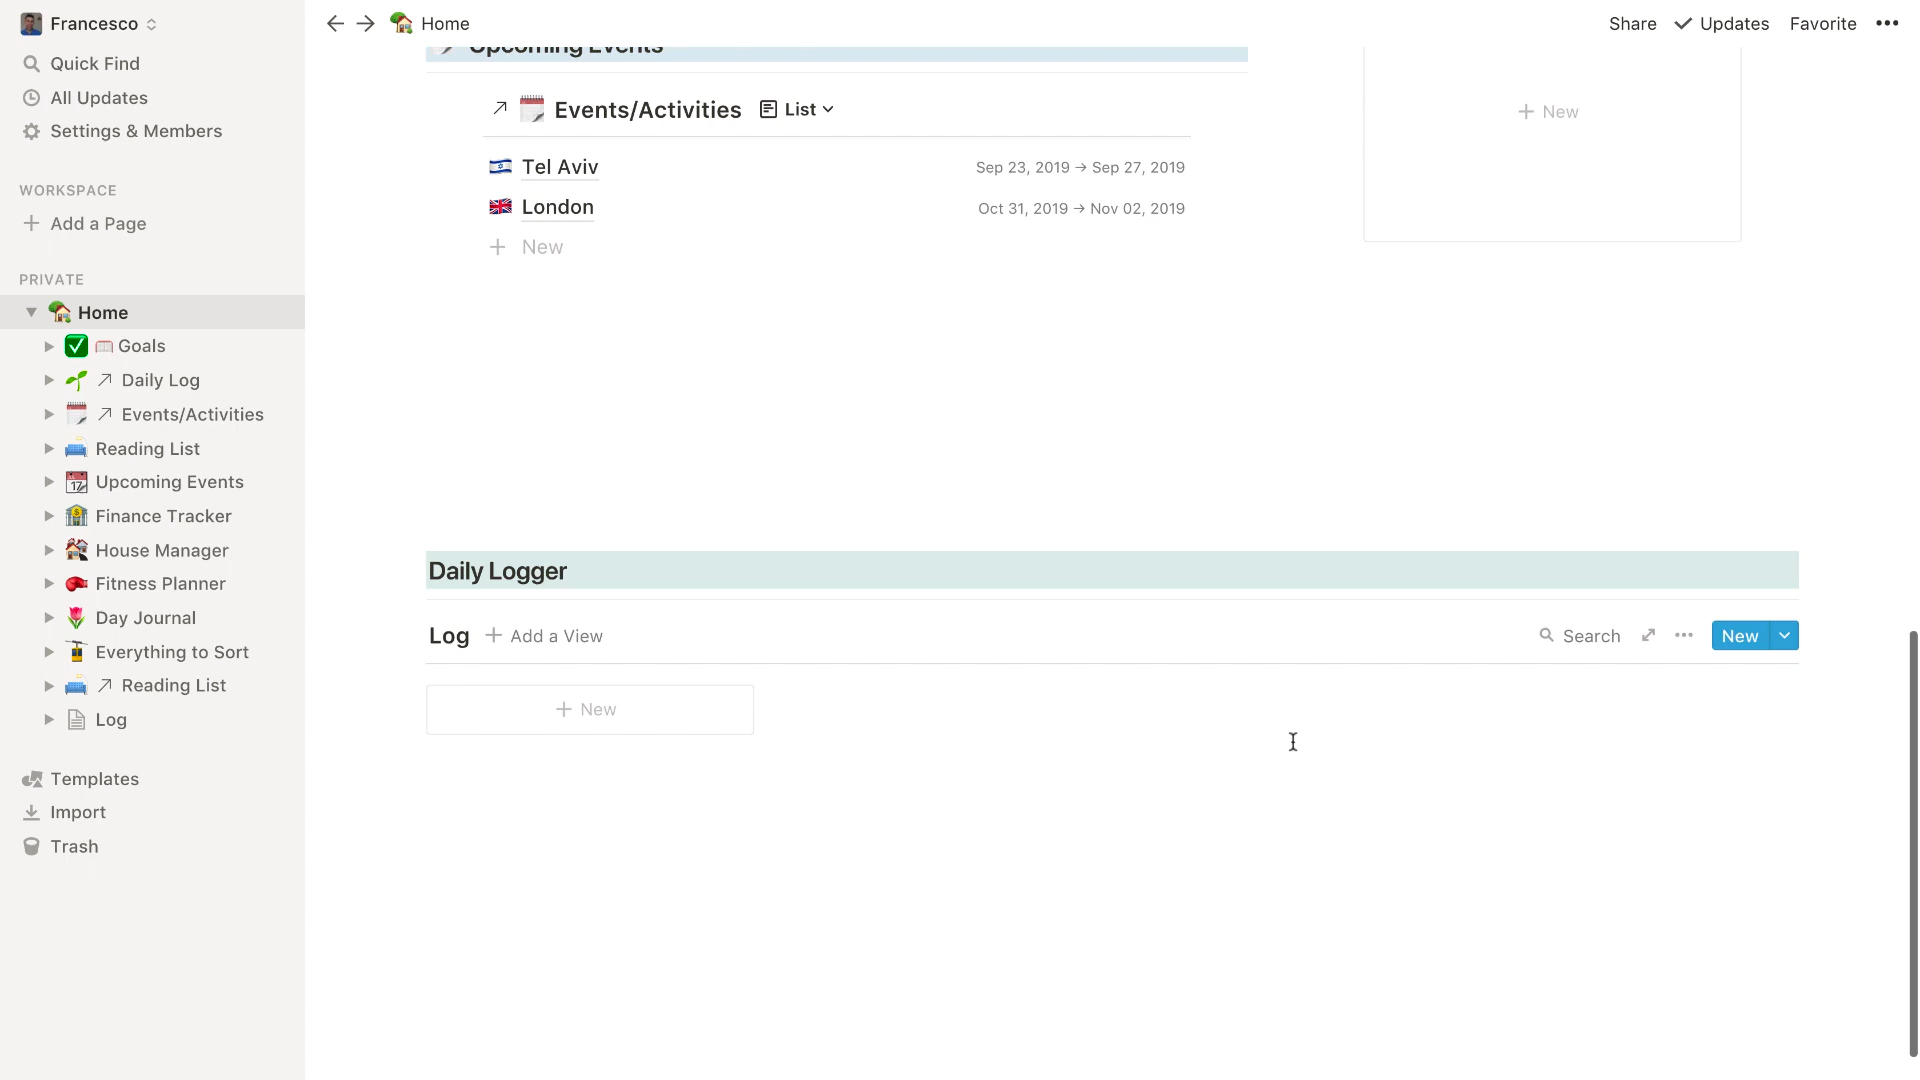 Francesco
Home
Share
Updates
Favorite
Quick Find
All Updates
Settings & Members
WORKSPACE
Add a Page
PRIVATE
Home
Goals
Daily Log
Events/Activities
Reading List
Upcoming Events
Finance Tracker
House Manager
Fitness Planner
Day Journal
Everything to Sort
Reading List
Log
Templates
Import
Trash
Upcoming Events
Events/Activities List
Tel Aviv Sep 23, 2019 → Sep 27, 2019
London Oct 31, 2019 → Nov 02, 2019
New
New
Daily Logger
Log Add a View Search New
New